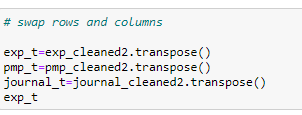 # swap rows and columns
exp_t=exp_cleaned2.transpose()
pmp_t=pmp_cleaned2.transpose()
journal_t=journal_cleaned2.transpose()
exp_t